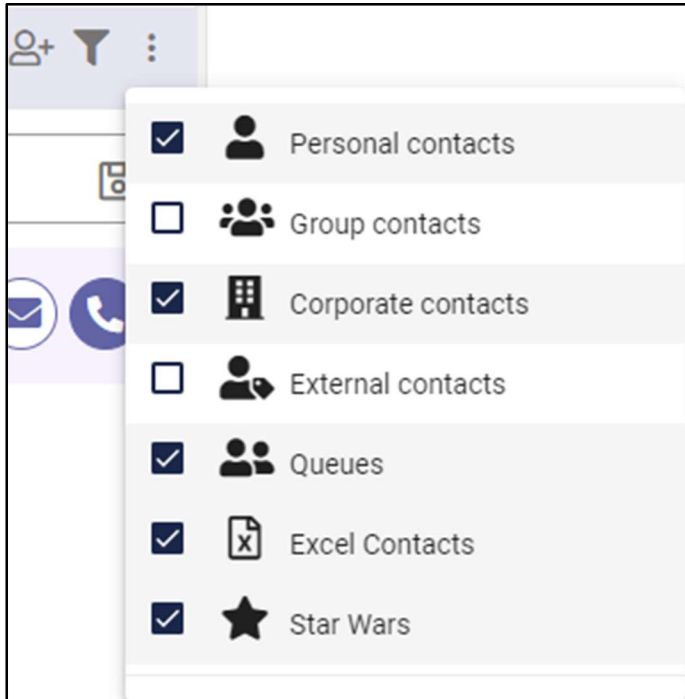 Personal contacts
Group contacts
Corporate contacts
External contacts
Queues
Excel Contacts
Star Wars